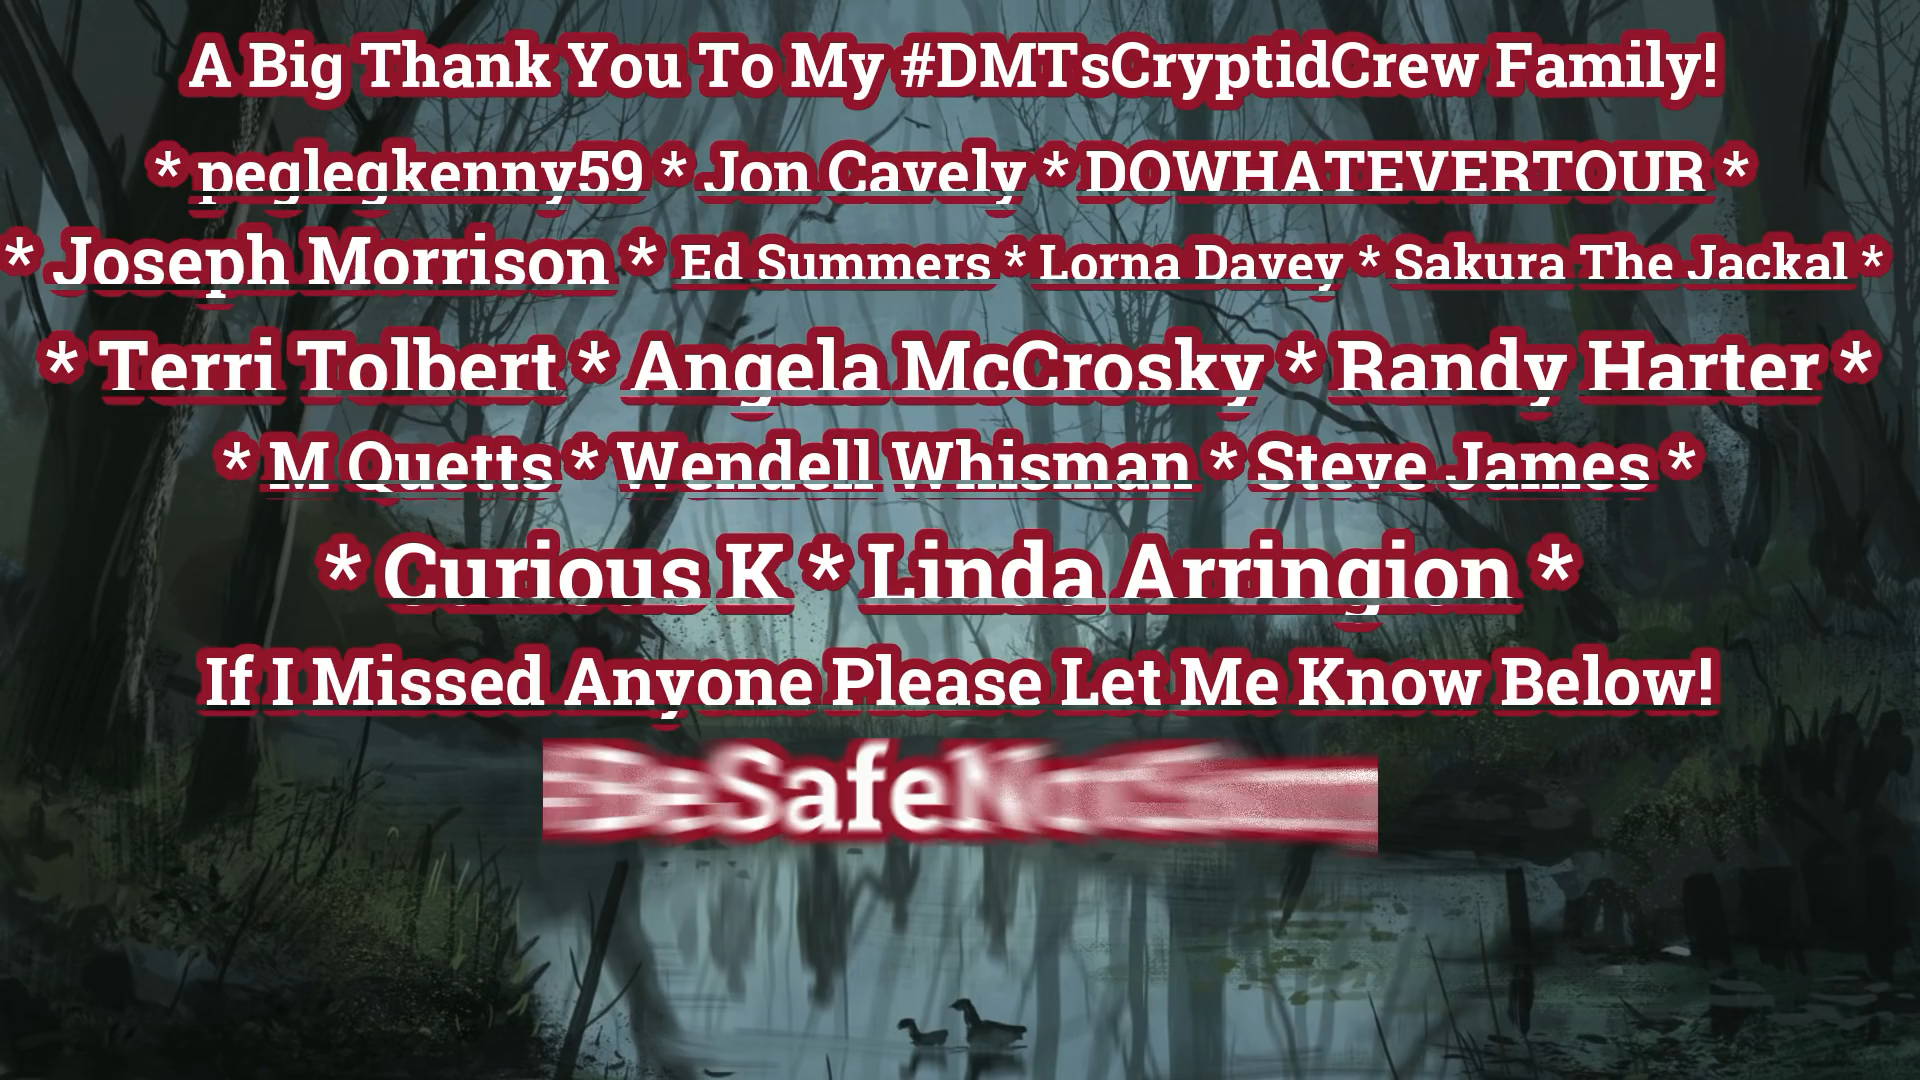 A Big Thank You To My #DMTsCryptidCrew Family!
* peglegkenny59 * Jon Cavely * DOWHATEVERTOUR *
* Joseph Morrison * Ed Summers * Lorna Davey * Sakura The Jackal *
* Terri Tolbert * Angela McCrosky * Randy Harter *
* M Quetts * Wendell Whisman * Steve James *
* Curious K * Linda Arringion *
If I Missed Anyone Please Let Me Know Below!
Safe